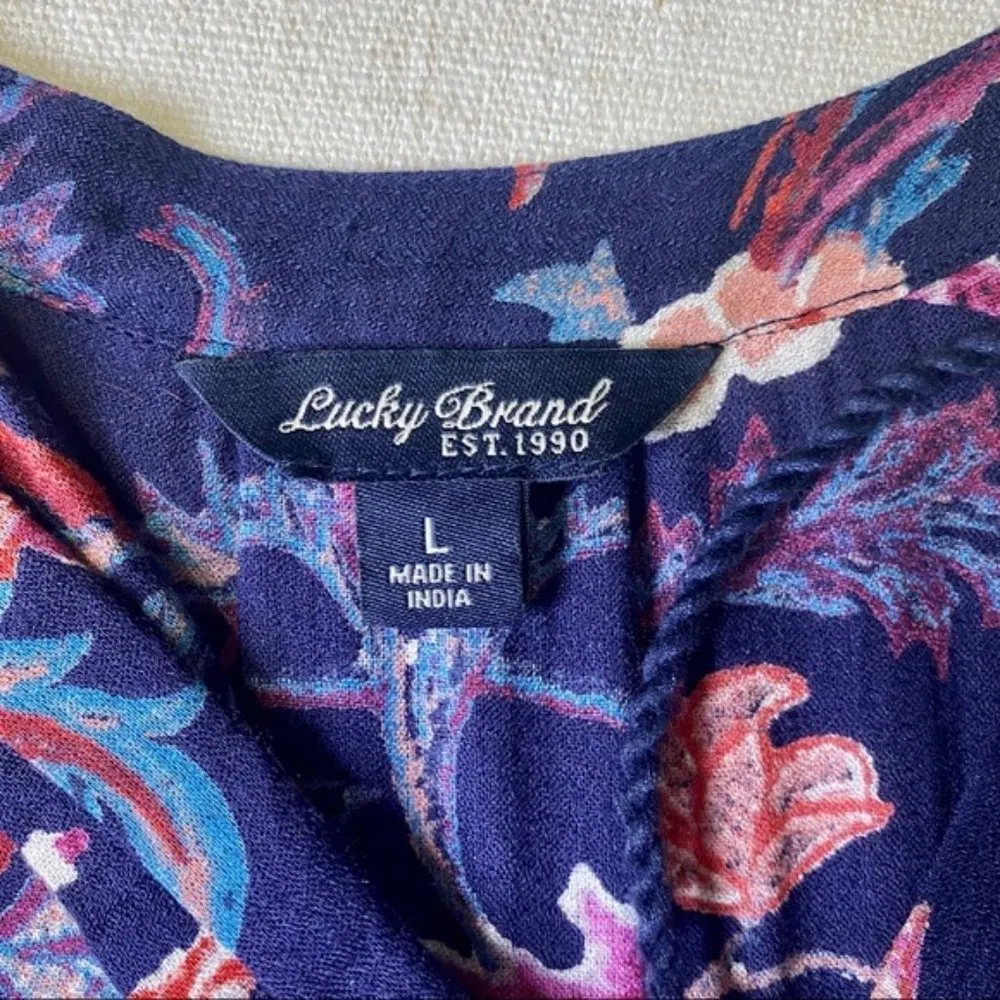 Lucky Brand
EST. 1990
L
MADE IN
INDIA